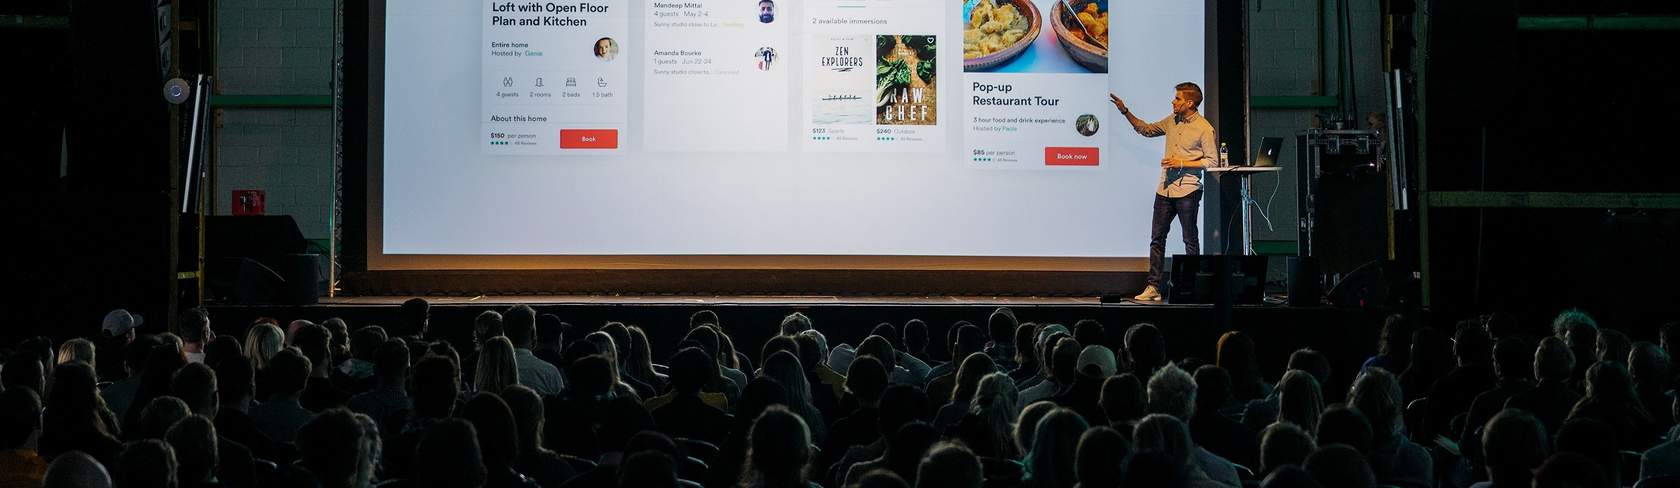 Loft with Open Floor
Plan and Kitchen
Entire home
Hosted by Genie
4 guests
2 rooms
2 beds
1.5 bath
About this home
$150 per person
Book
Mandeep Mittal
4 guests · May 2-4
Sunny studio close to
Amanda Bourke
1 guests · Jun 22-24
Sunny studio close to
2 available immersions
ZEN
EXPLORERS
$123 Sports
RAW
CHEF
$240 Outdoor
Pop-up
Restaurant Tour
3 hour food and drink experience
Hosted by Paola
$85 per person
Book now